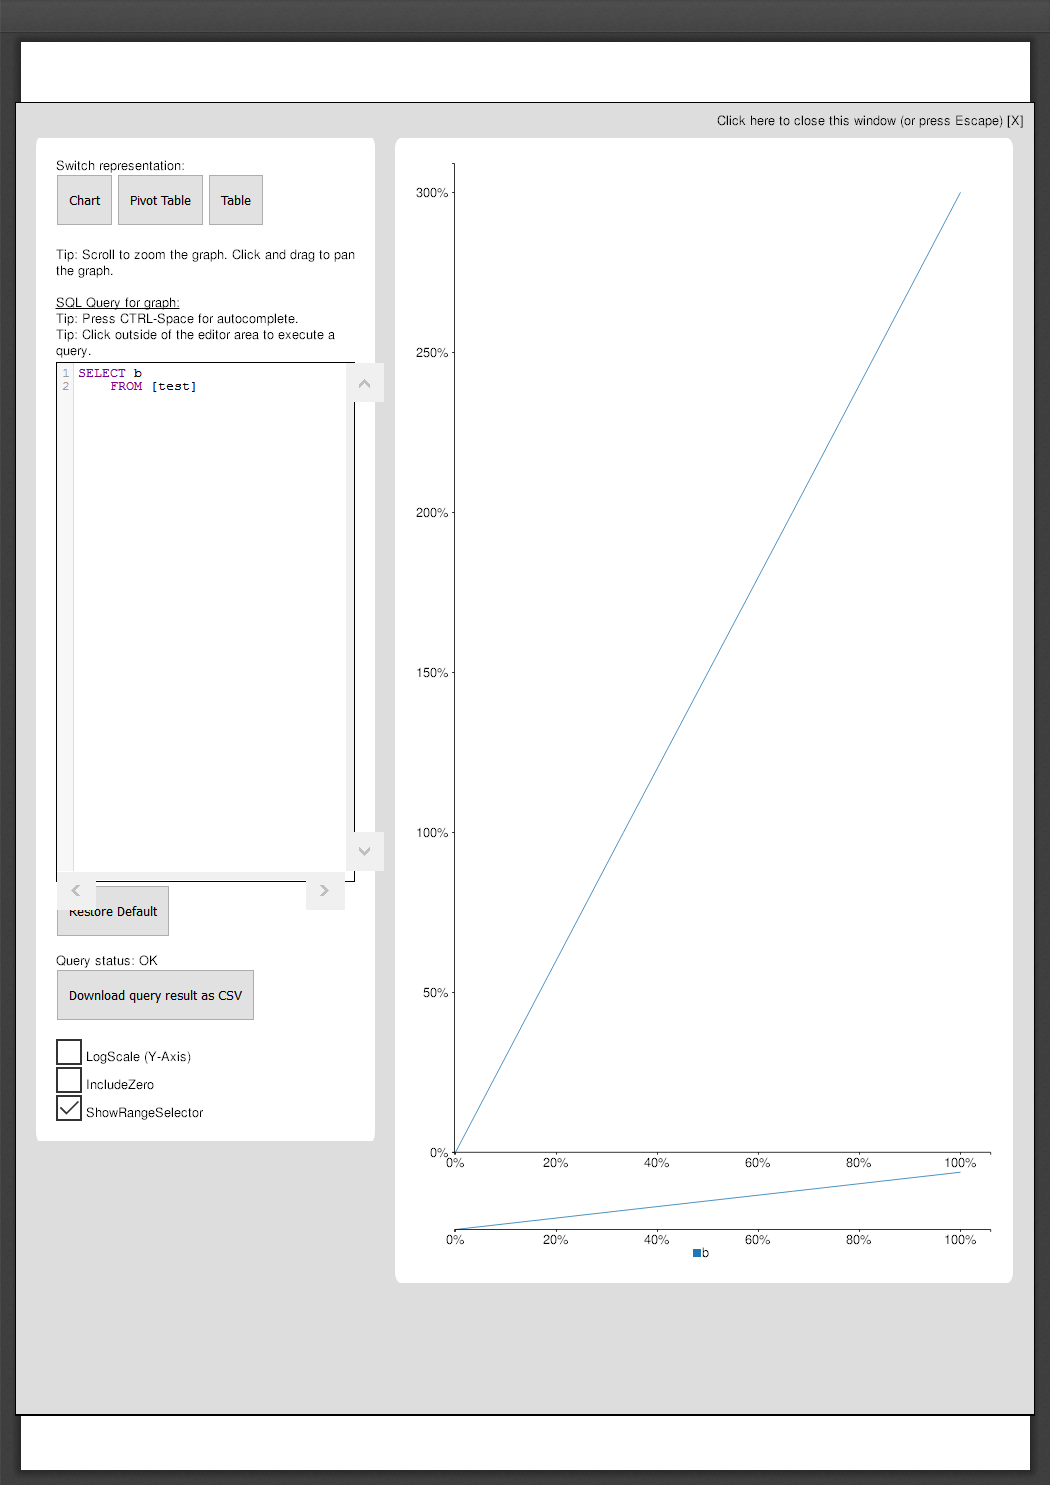 Click here to close this window (or press Escape) [X]
Switch representation:
Chart
Pivot Table
Table
Tip: Scroll to zoom the graph. Click and drag to pan
the graph.
SQL Query for graph:
Tip: Press CTRL-Space for autocomplete.
Tip: Click outside of the editor area to execute a
query.
1 SELECT b
2 FROM [test]
Restore Default
Query status: OK
Download query result as CSV
LogScale (Y-Axis)
IncludeZero
ShowRangeSelector
300%
250%
200%
150%
100%
50%
0%
0% 20% 40% 60% 80% 100%
0% 20% 40% 60% 80% 100%
b